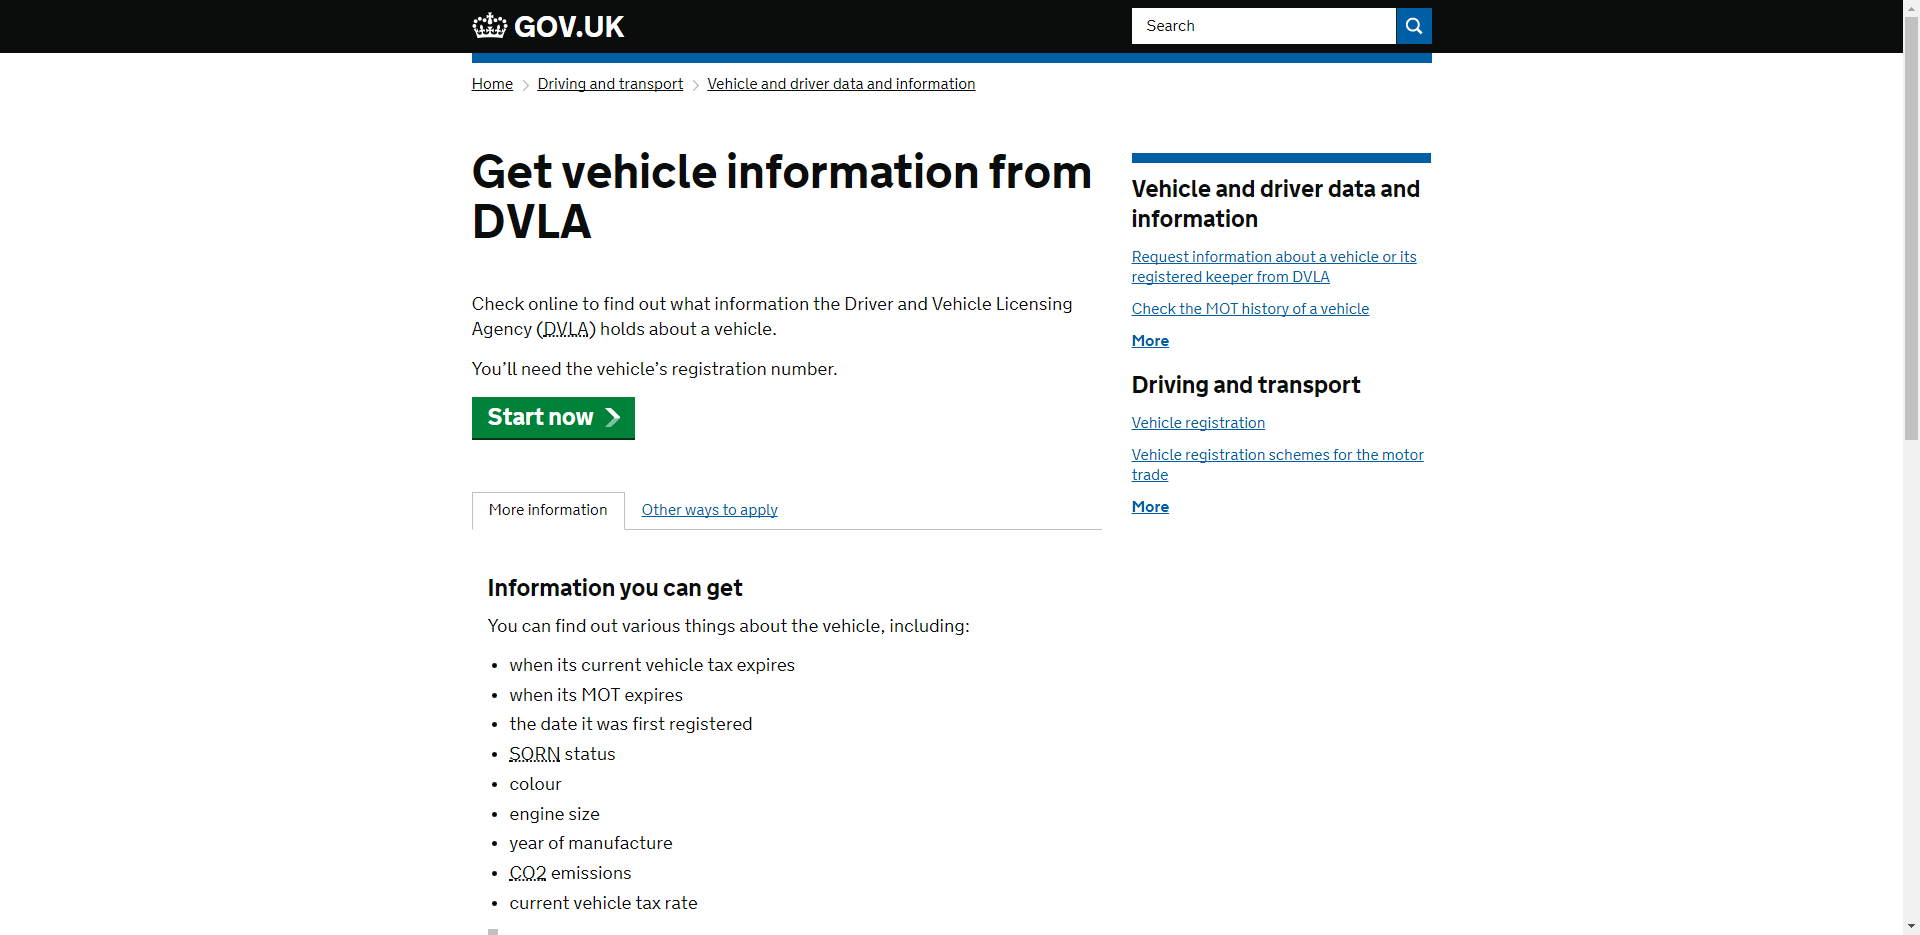 GOV.UK
Search
Home
Driving and transport
Vehicle and driver data and information
Get vehicle information from
DVLA
Check online to find out what information the Driver and Vehicle Licensing
Agency (DVLA) holds about a vehicle.
You’ll need the vehicle’s registration number.
Start now
More information
Other ways to apply
Information you can get
You can find out various things about the vehicle, including:
• when its current vehicle tax expires
• when its MOT expires
• the date it was first registered
• SORN status
• colour
• engine size
• year of manufacture
• CO2 emissions
• current vehicle tax rate
Vehicle and driver data and
information
Request information about a vehicle or its
registered keeper from DVLA
Check the MOT history of a vehicle
More
Driving and transport
Vehicle registration
Vehicle registration schemes for the motor
trade
More